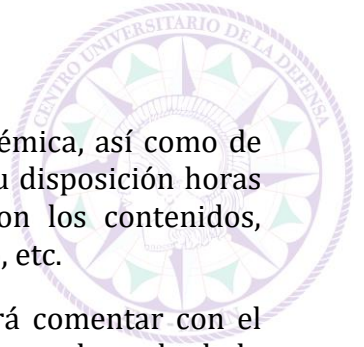 CENTRO UNIVERSITARIO DE LA DEFENSA
émica, así como de
disposición horas
on los contenidos,
, etc.
rá comentar con el